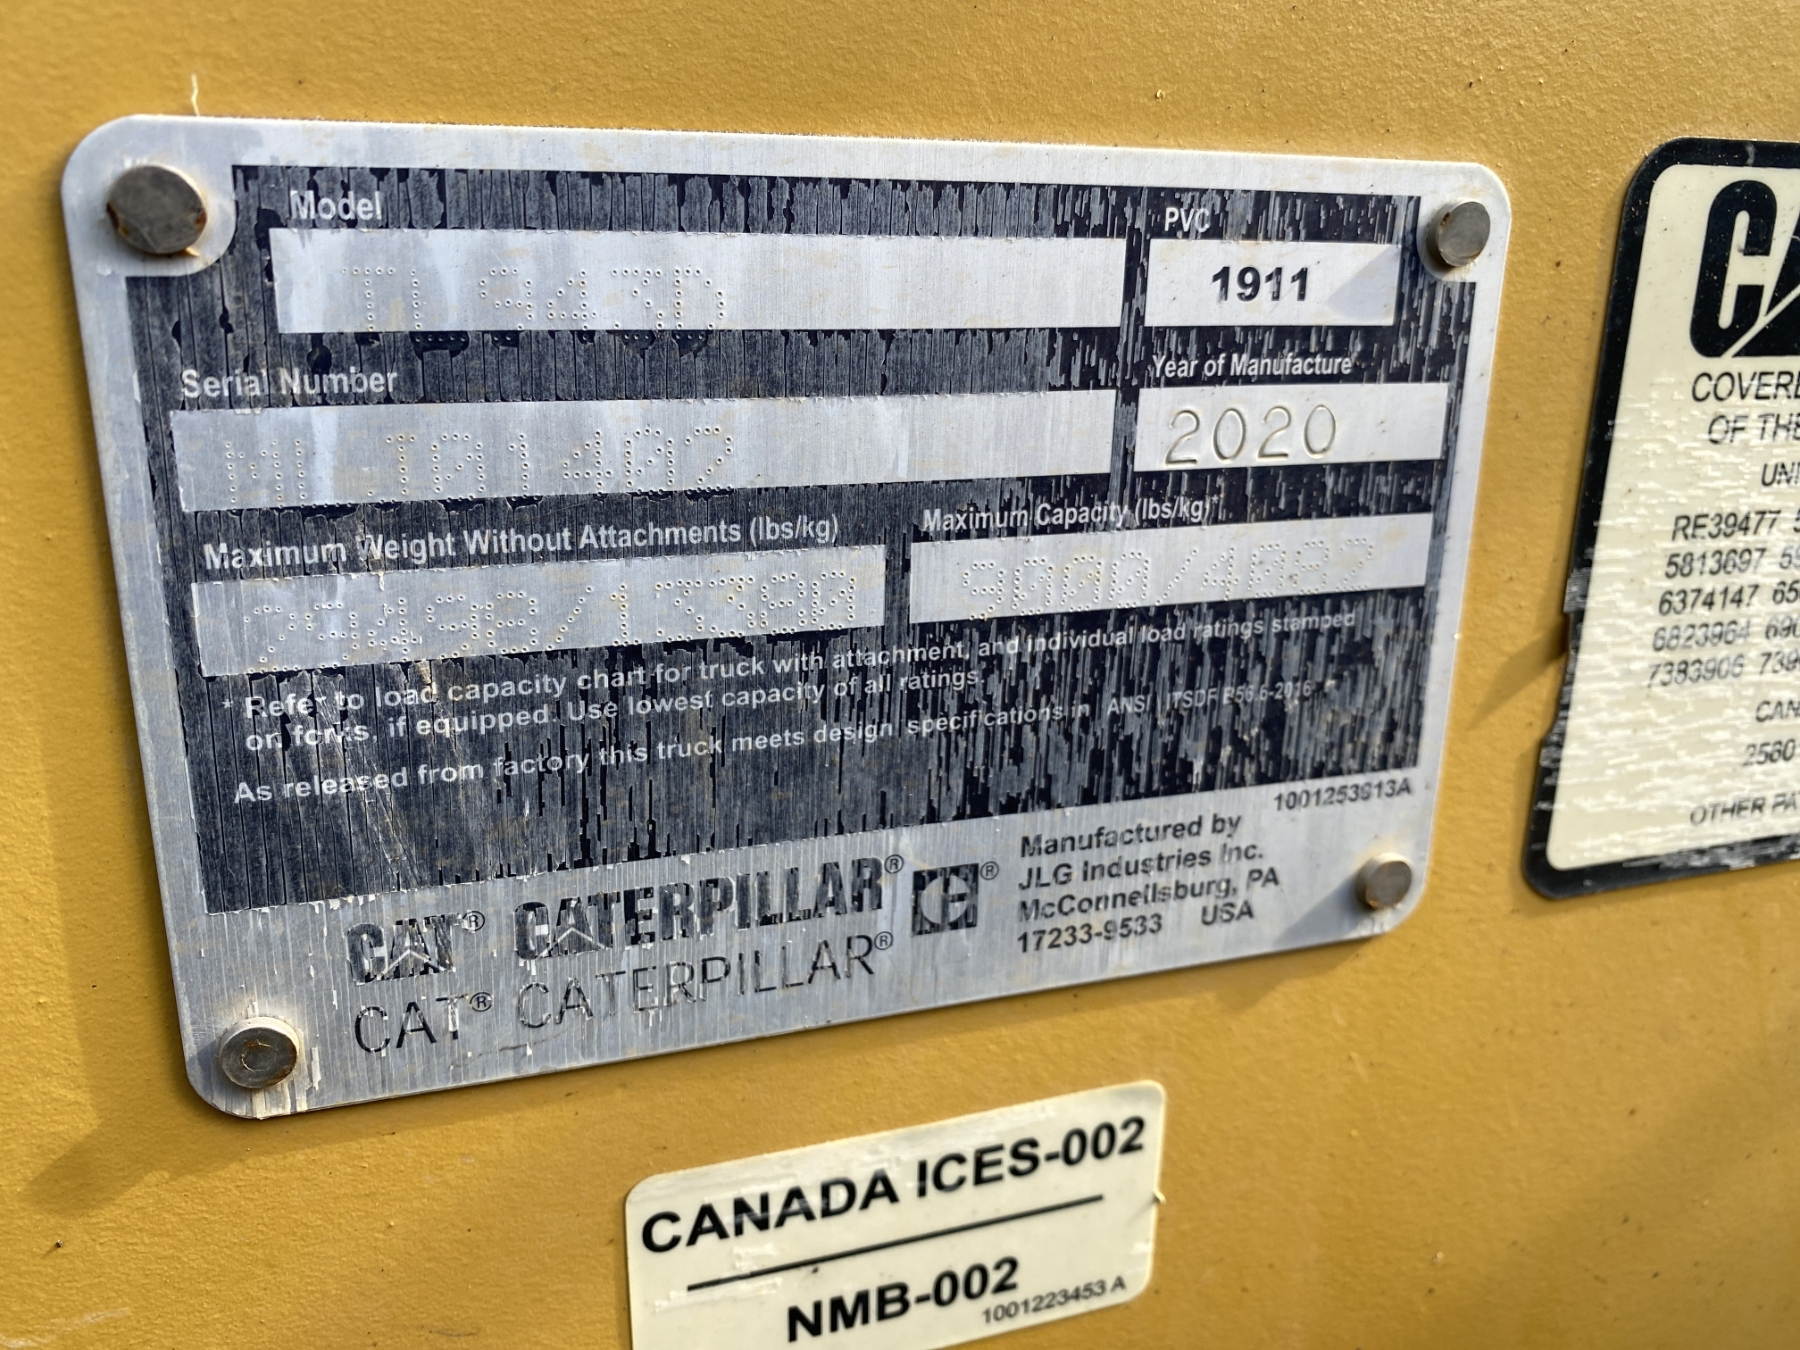 Model
TL943D
PVC
1911
Serial Number
Year of Manufacture
2020
Maximum Weight Without Attachments (lbs/kg)
Maximum Capacity (lbs/kg)*
9000/4082
* Refer to load capacity chart for truck with attachment, and individual load ratings stamped
on forks, if equipped. Use lowest capacity of all ratings.
As released from factory this truck meets design specifications in ANSI / ITSDF B56.6-2016
1001253913A
CAT® CATERPILLAR®
CAT® CATERPILLAR®
Manufactured by
JLG Industries Inc.
McConnellsburg, PA
17233-9533 USA
CANADA ICES-002
NMB-002
1001223453 A
OF THE
RE39477
5813697
6374147
6823964
7383906
2560
OTHER